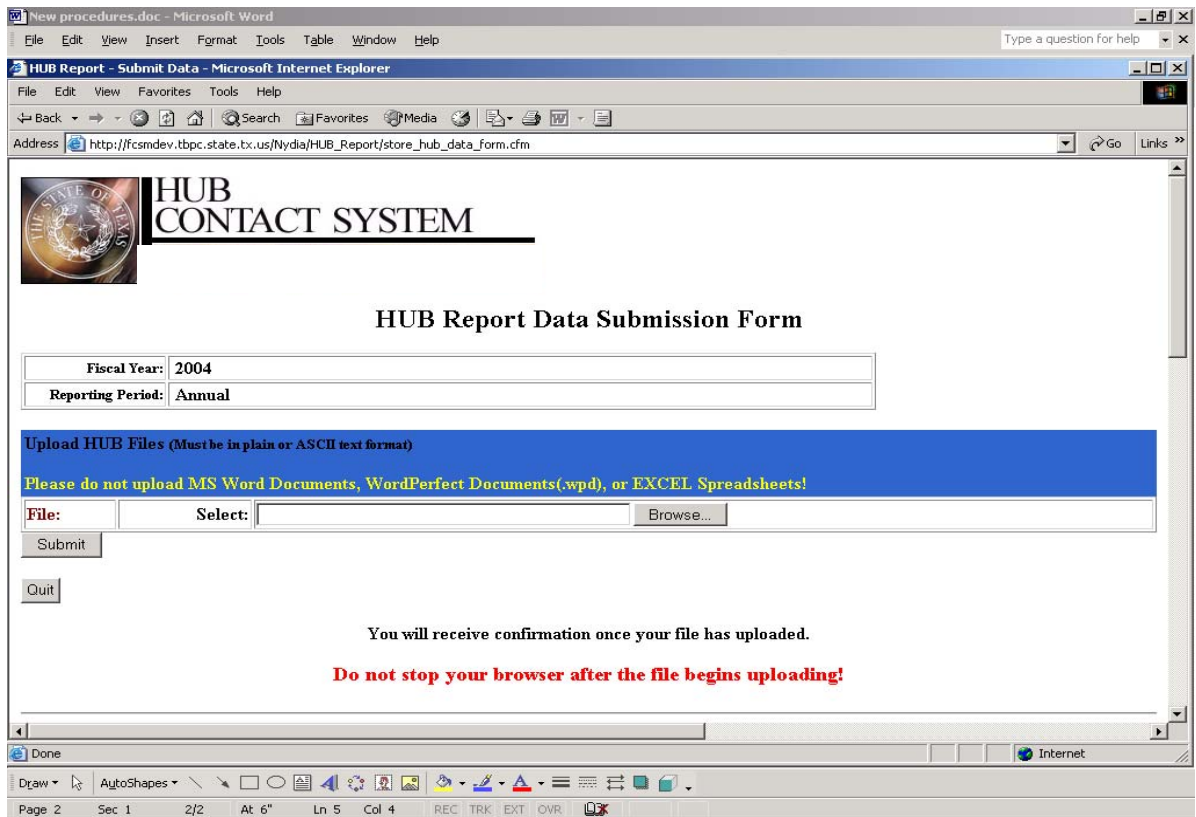 New procedures.doc - Microsoft Word
File Edit View Insert Format Tools Table Window Help Type a question for help
HUB Report - Submit Data - Microsoft Internet Explorer
File Edit View Favorites Tools Help
Back Search Favorites Media
Address http://fcsmdev.tbpc.state.tx.us/Nydia/HUB_Report/store_hub_data_form.cfm Go Links »
THE STATE OF TEXAS
HUB
CONTACT SYSTEM
HUB Report Data Submission Form
Fiscal Year: 2004
Reporting Period: Annual
Upload HUB Files (Must be in plain or ASCII text format)
Please do not upload MS Word Documents, WordPerfect Documents(.wpd), or EXCEL Spreadsheets!
File: Select: Browse...
Submit
Quit
You will receive confirmation once your file has uploaded.
Do not stop your browser after the file begins uploading!
Done Internet
Draw AutoShapes
Page 2 Sec 1 2/2 At 6" Ln 5 Col 4 REC TRK EXT OVR